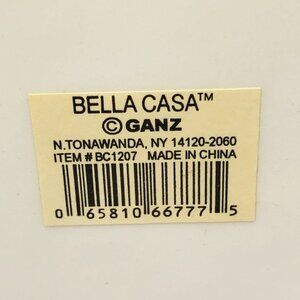 BELLA CASA™
© GANZ
N.TONAWANDA, NY 14120-2060
ITEM # BC1207 MADE IN CHINA
0 65810 66777 5